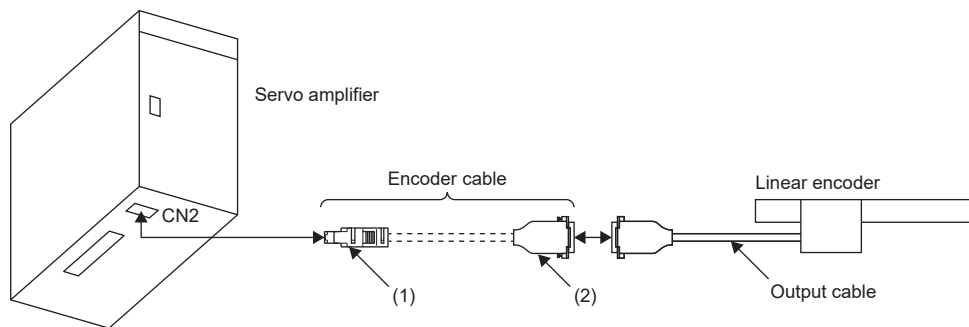 Servo amplifier
Encoder cable
Linear encoder
CN2
(1)
(2)
Output cable